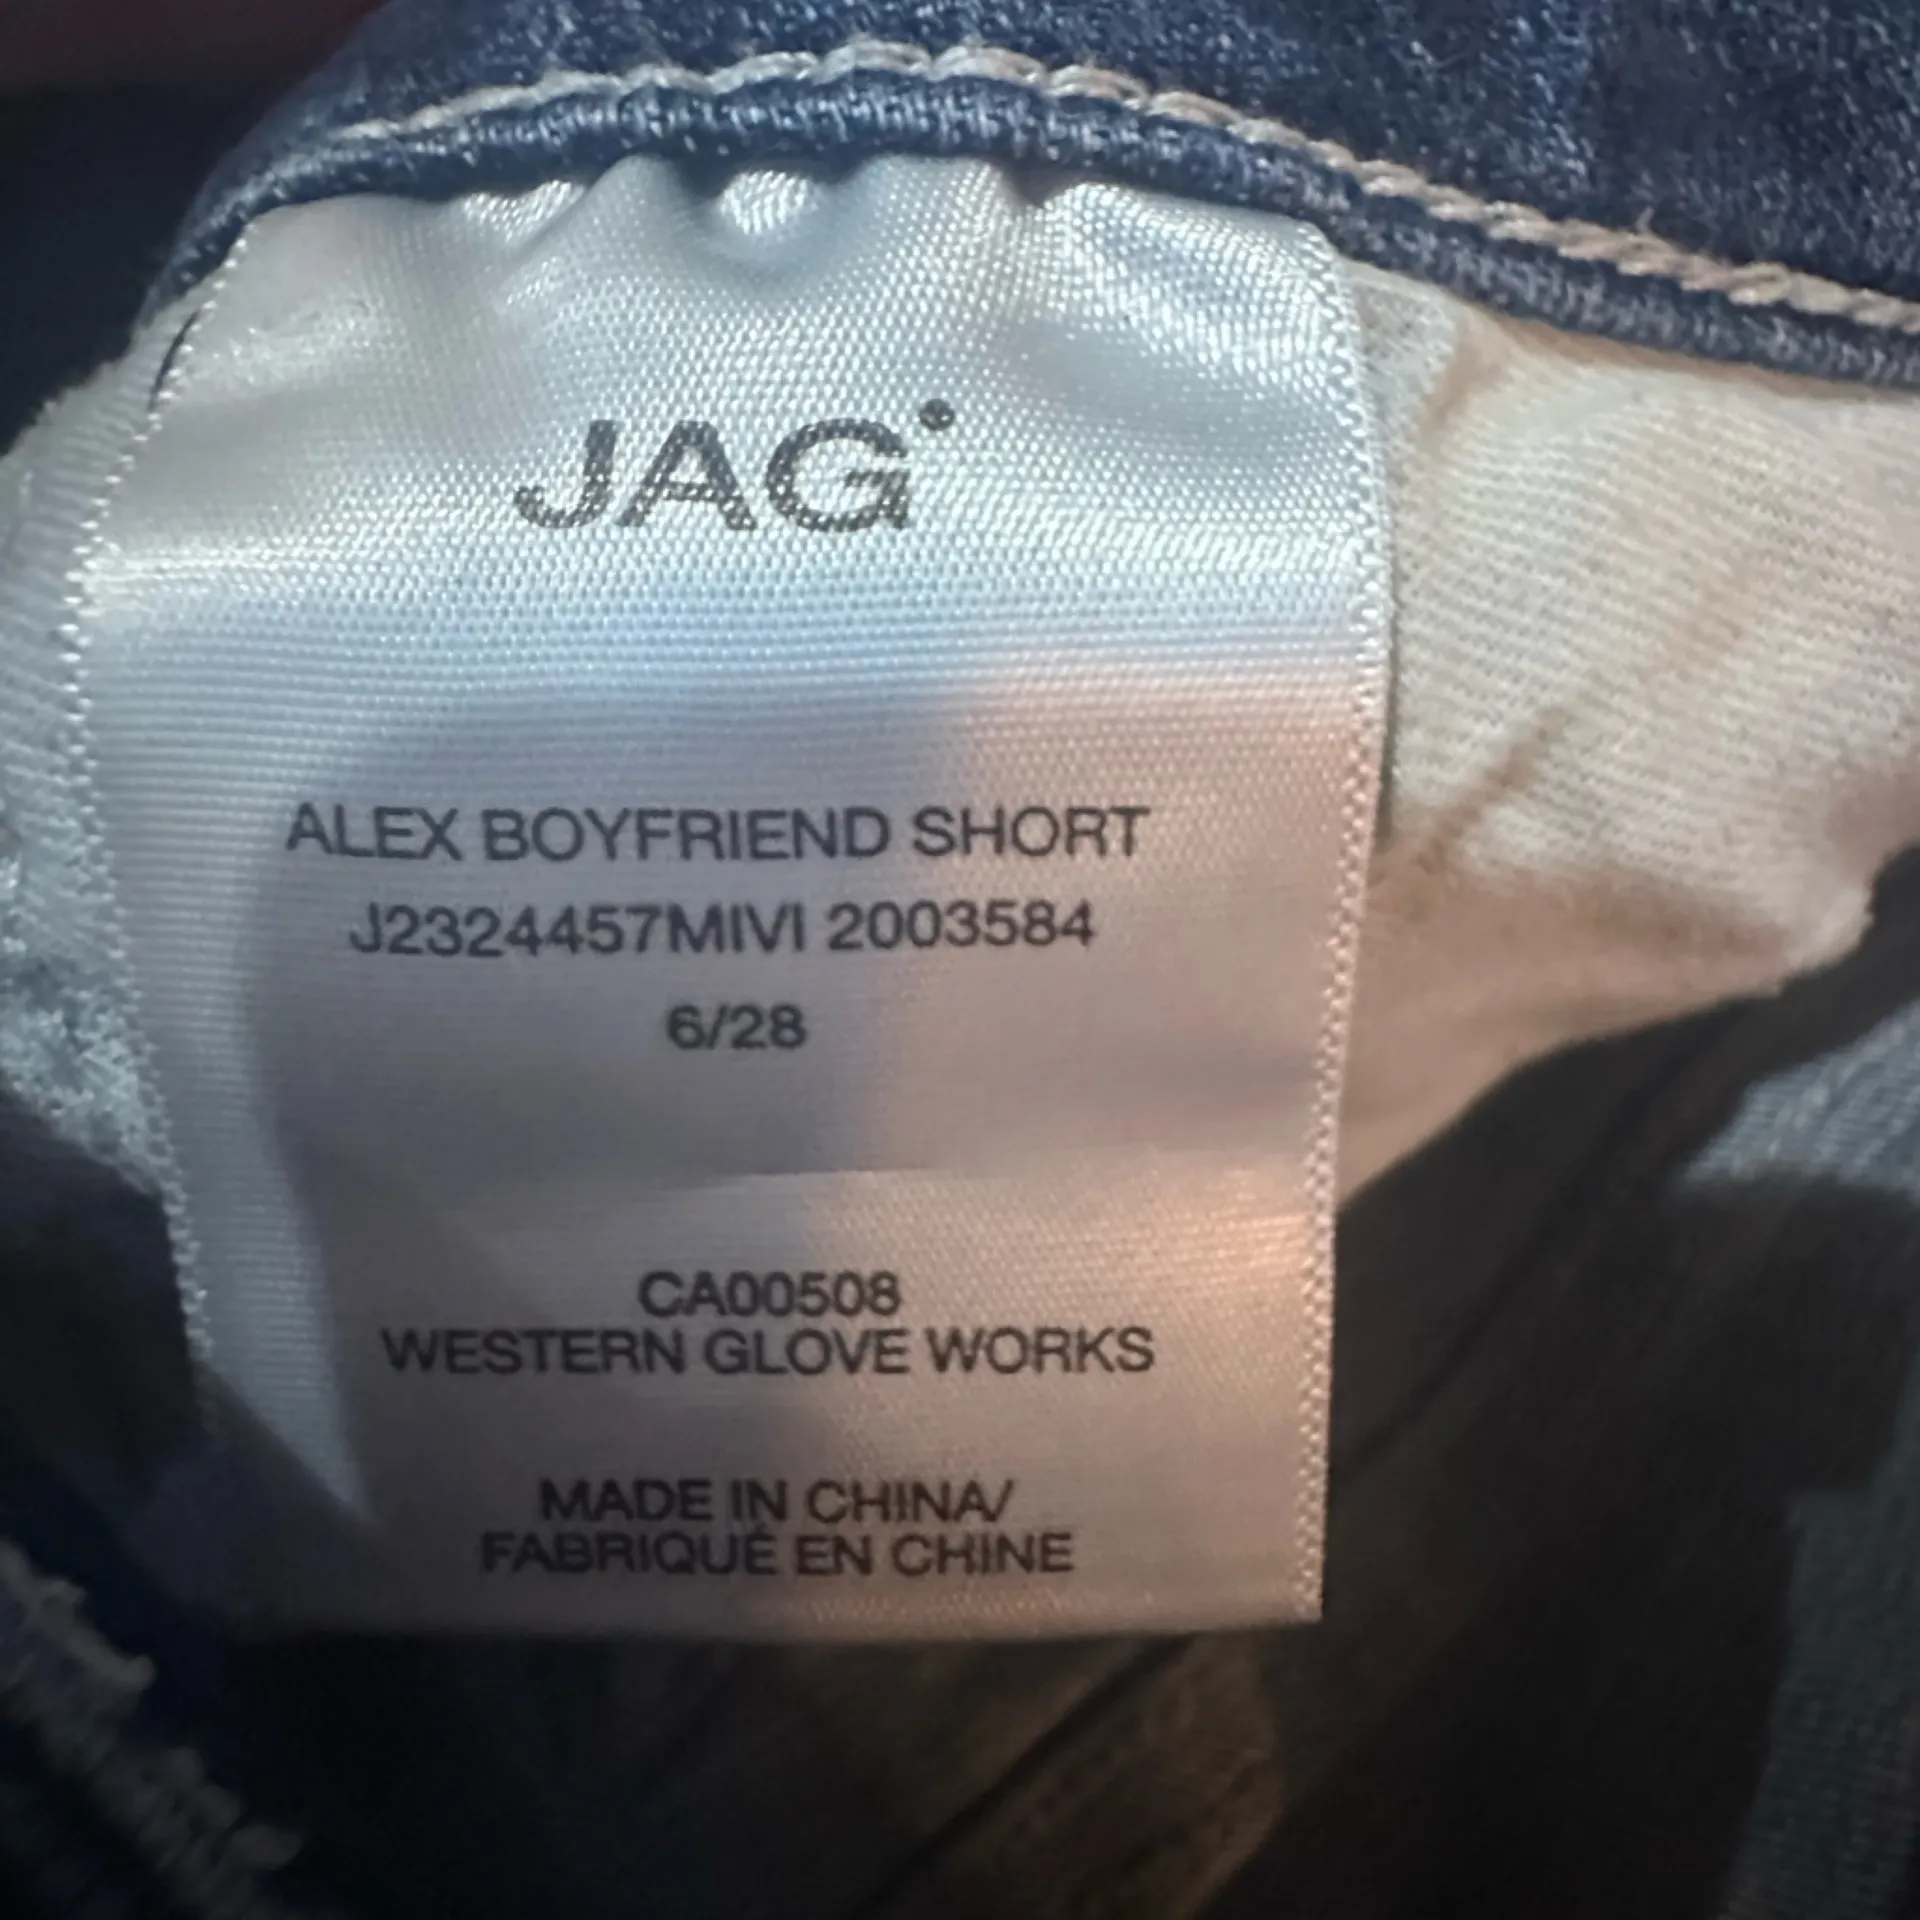 JAG
ALEX BOYFRIEND SHORT
J2324457MIVI 2003584
6/28
CA00508
WESTERN GLOVE WORKS
MADE IN CHINA/
FABRIQUÉ EN CHINE